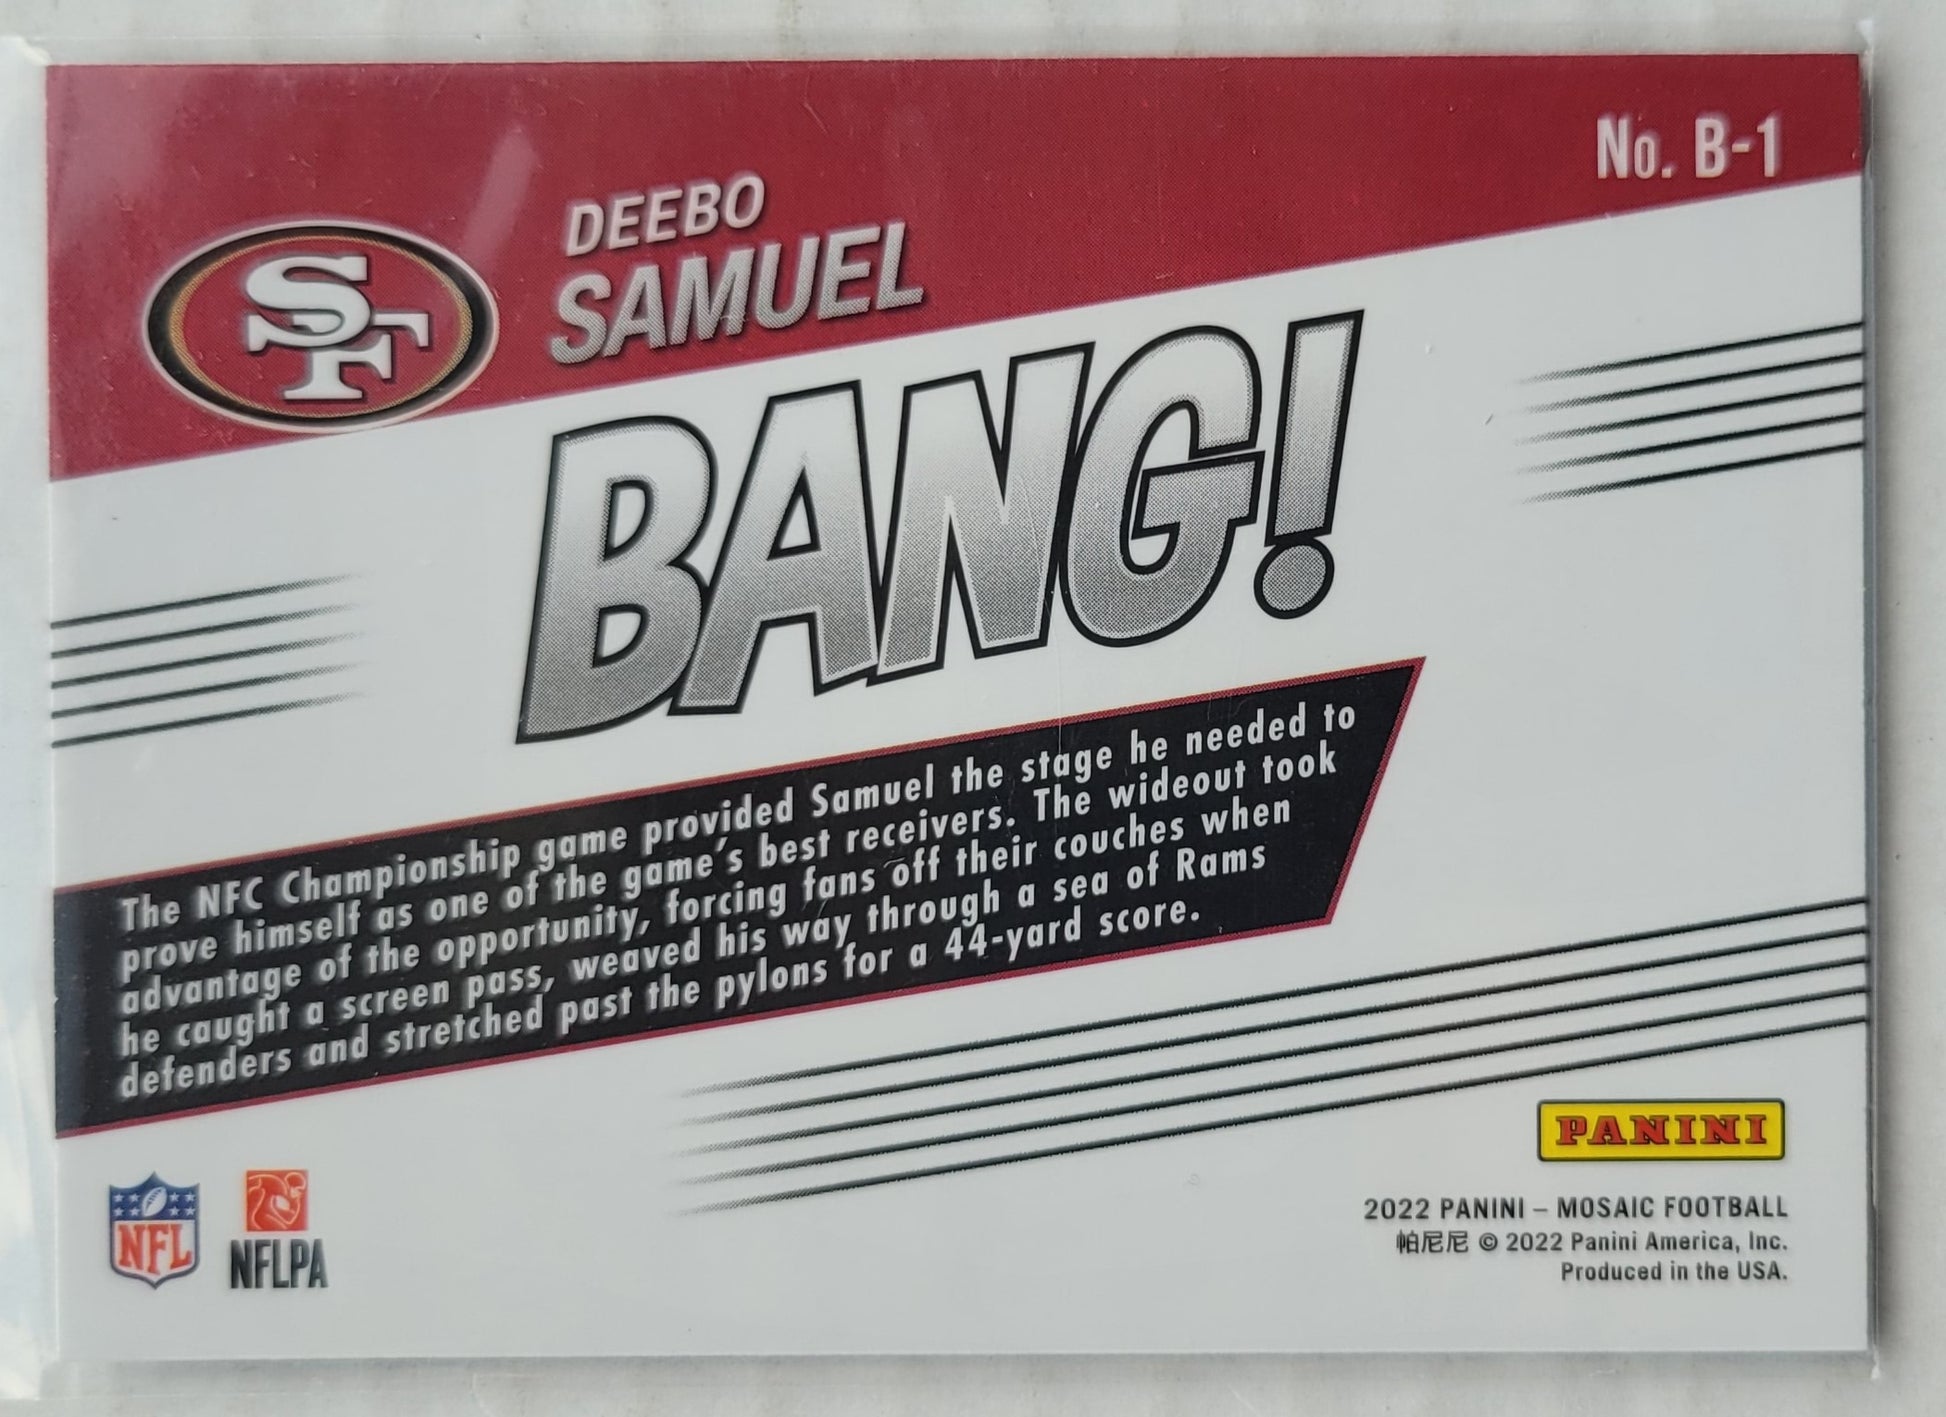 No. B-1
DEEBO
SAMUEL
SF
BANG!
The NFC Championship game provided Samuel the stage he needed to
prove himself as one of the game's best receivers. The wideout took
advantage of the opportunity, forcing fans off their couches when
he caught a screen pass, weaved his way through a sea of Rams
defenders and stretched past the pylons for a 44-yard score.
PANINI
NFL
NFLPA
2022 PANINI – MOSAIC FOOTBALL
帕尼尼 © 2022 Panini America, Inc.
Produced in the USA.